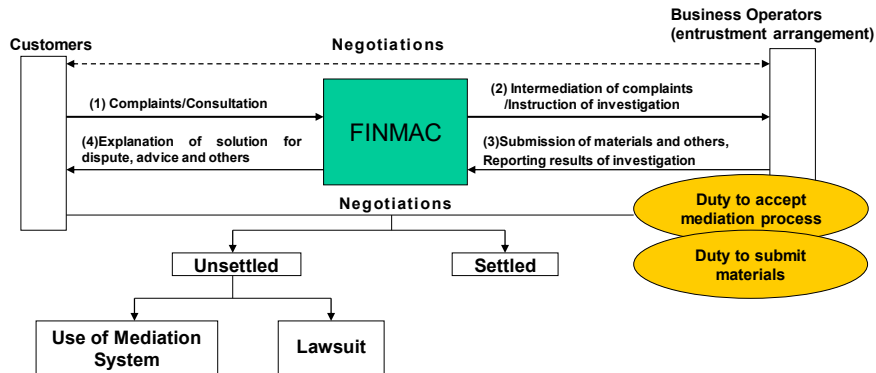 Business Operators
(entrustment arrangement)
Customers
Negotiations
(1) Complaints/Consultation
(2) Intermediation of complaints
/Instruction of investigation
FINMAC
(4)Explanation of solution for
dispute, advice and others
(3)Submission of materials and others,
Reporting results of investigation
Negotiations
Duty to accept
mediation process
Duty to submit
materials
Unsettled
Settled
Use of Mediation
System
Lawsuit